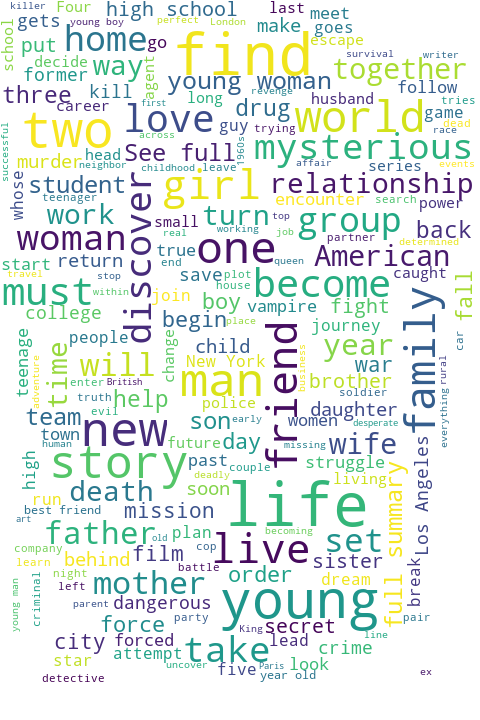 killer
Four
high school
last
meet
gets
young boy
perfect
London
make
goes
school
put
home
go
find
escape
decide
way
agent
survival
writer
former
young woman
together
three
kill
long
revenge
husband
follow
tries
career
first
drug
world
game
successful
love
guy
trying
dead
across
race
murder
head
See full
1960s
mysterious
two
neighbor
affair
series
events
whose
student
childhood
leave
girl
relationship
teenager
encounter
search
power
work
small
turn
top
group
back
woman
discover
real
working
job
partner
determined
start
return
true
one
American
travel
stop
end
queen
caught
must
within
save
plot
become
fall
college
join
house
boy
vampire
fight
family
people
begin
place
journey
teenage
time
change
friend
year
car
child
New York
war
adventure
will
man
business
brother
rural
enter
British
soldier
everything
truth
help
police
daughter
team
evil
son
early
women
desperate
town
new
future
day
missing
wife
human
past
couple
Los Angeles
high
story
deadly
struggle
run
death
soon
life
living
full summary
best friend
mission
art
becoming
father
old
plan
live
set
company
behind
film
cop
sister
learn
battle
break
night
mother
order
dream
criminal
left
young man
parent
dangerous
young
pair
force
party
secret
King
line
city
forced
take
lead
crime
star
attempt
uncover
five
Paris
look
detective
year old
ex